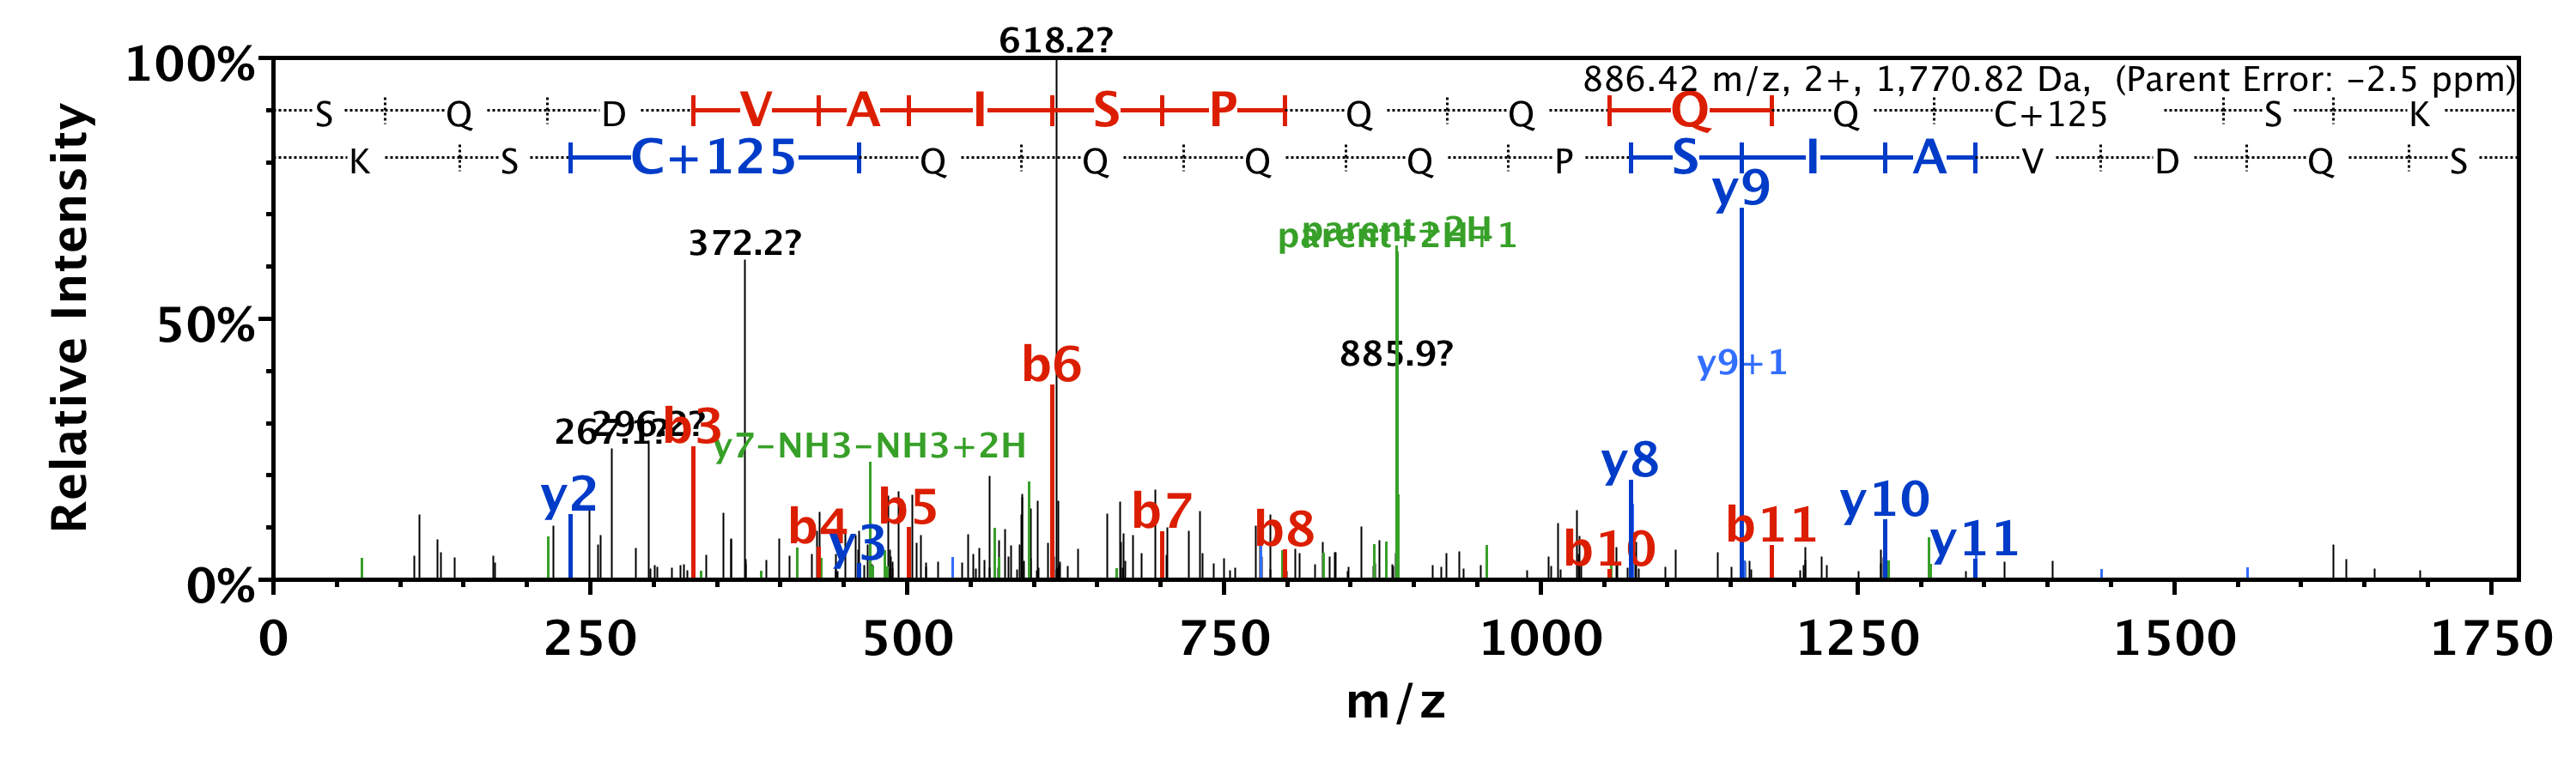 618.2?
100%
886.42 m/z, 2+, 1,770.82 Da, (Parent Error: -2.5 ppm)
S Q D V A I S P Q Q Q Q C+125 S K
K S C+125 Q Q Q Q P S I A V D Q S
y9
parent+2H
parent+2H+1
372.2?
50%
885.9?
b6
y9+1
296.2?
267.1?
b3
y7-NH3-NH3+2H
y8
y2
y10
b5
b7
b4
b8
b11
y3
y11
b10
0%
0 250 500 750 1000 1250 1500 1750
m/z
Relative Intensity